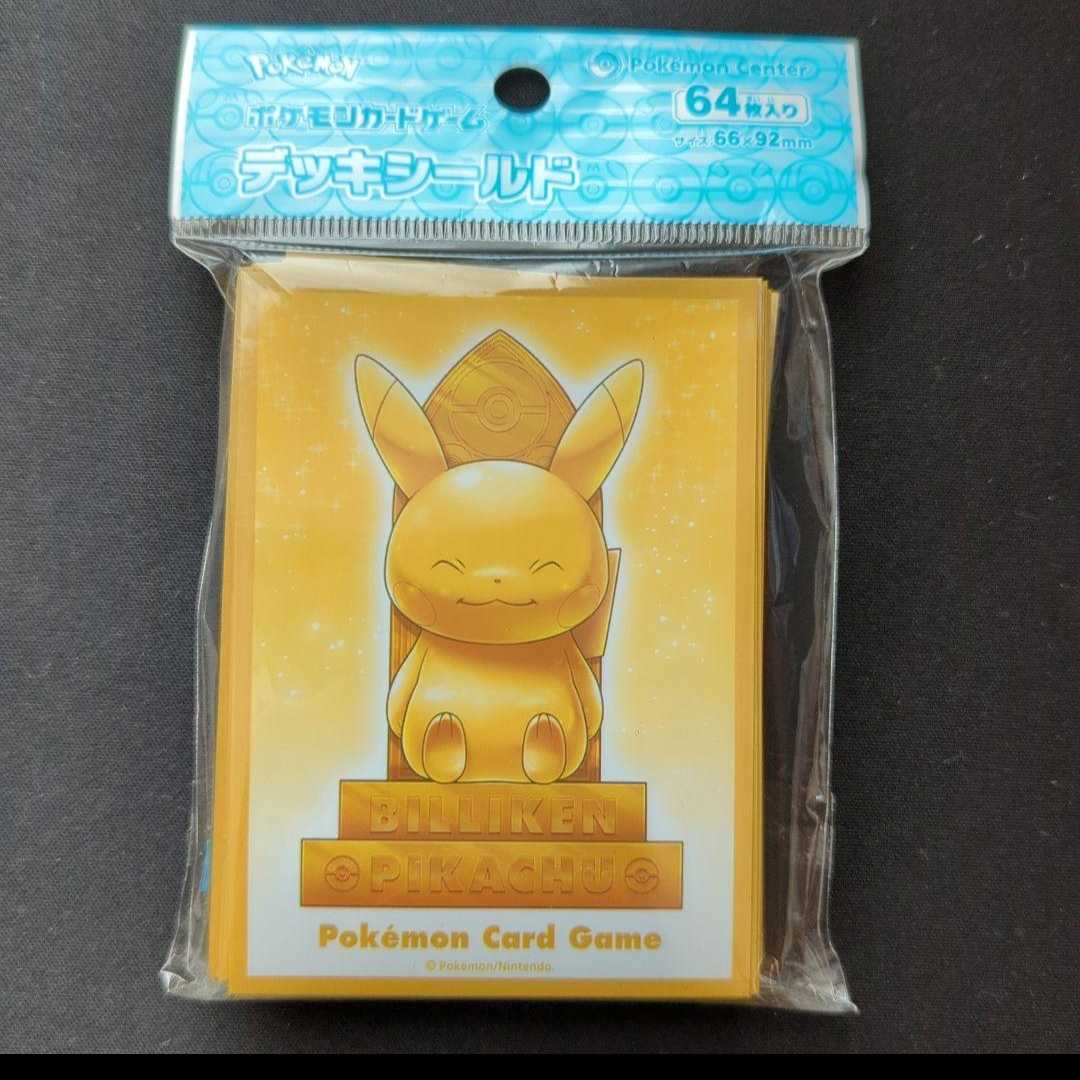 Pokémon
Pokémon Center
ポケモンカードゲーム
64枚入り
サイズ:66×92mm
デッキシールド
BILLIKEN
PIKACHU
Pokémon Card Game
© Pokémon/Nintendo.